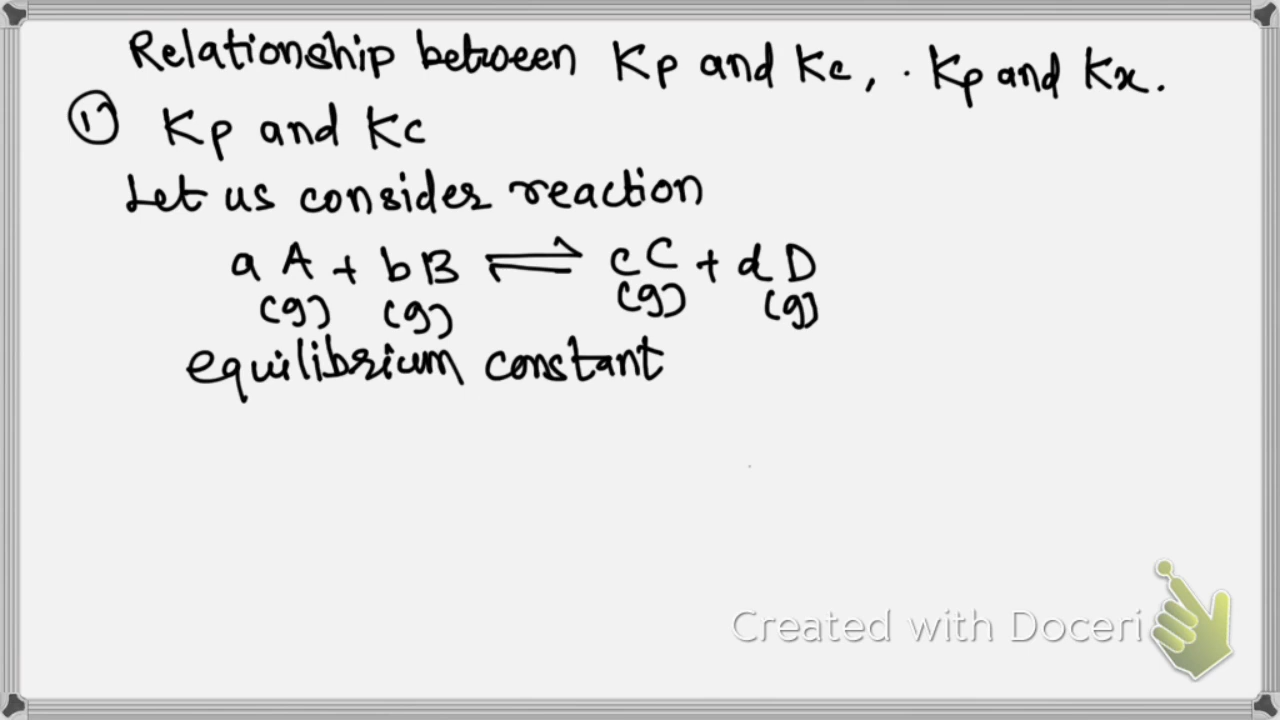 Relationship between Kp and Kc, . Kp and Kx.
① Kp and Kc
Let us consider reaction
a A + b B ⇌ c C + d D
(g) (g) (g) (g)
equilibrium constant
Created with Doceri